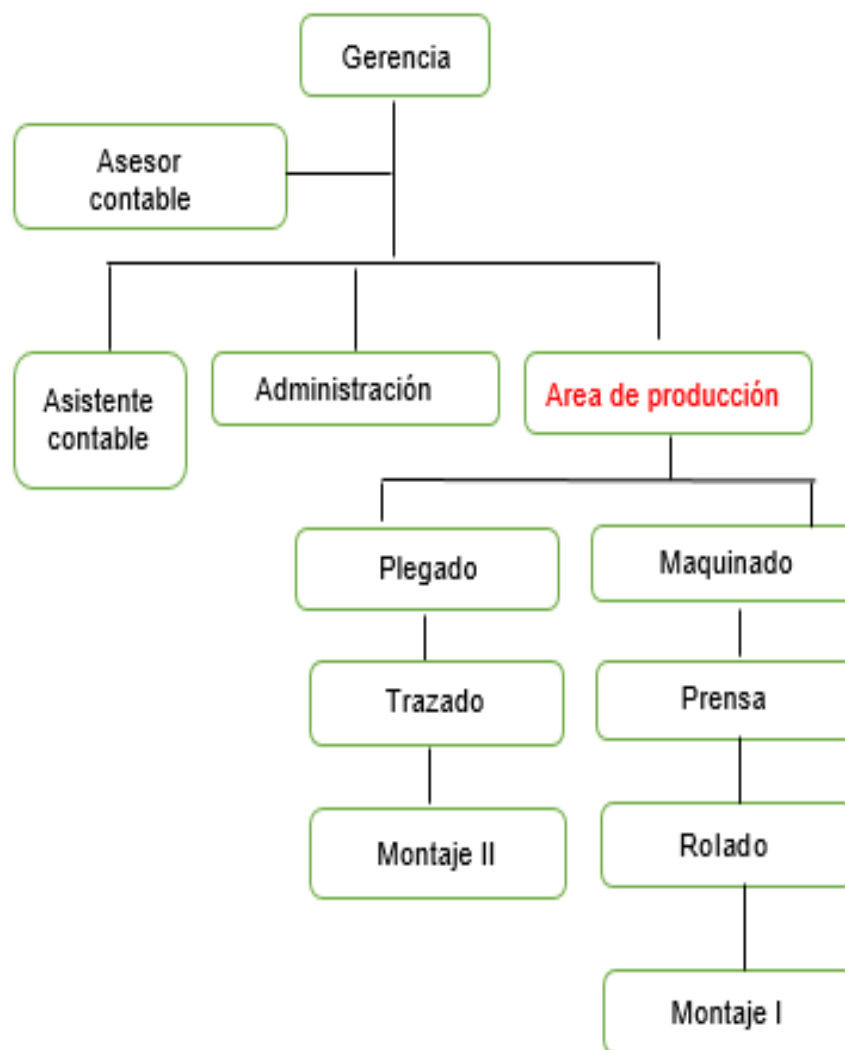 Gerencia
Asesor
contable
Asistente
contable
Administración
Area de producción
Plegado
Maquinado
Trazado
Prensa
Montaje II
Rolado
Montaje I